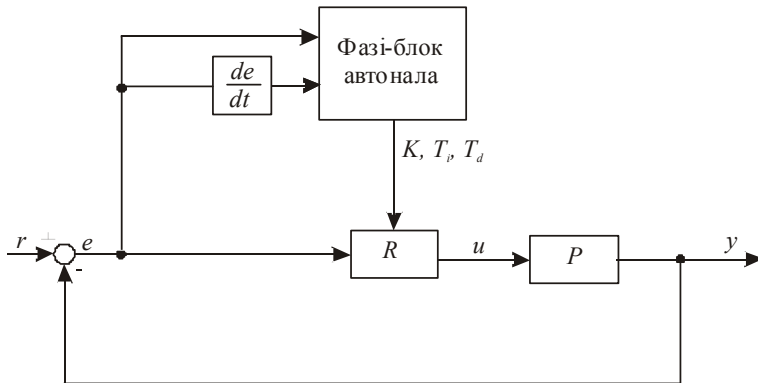 Фазі-блок
автонала
de
dt
K, T_i, T_d
r
+
e
-
R
u
P
y